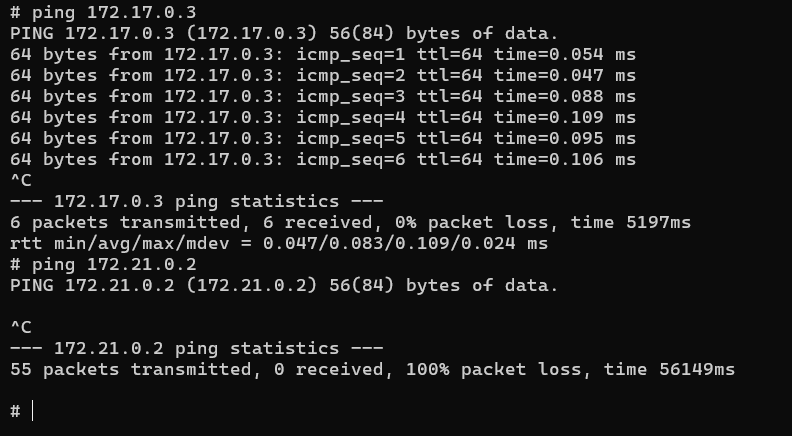 # ping 172.17.0.3
PING 172.17.0.3 (172.17.0.3) 56(84) bytes of data.
64 bytes from 172.17.0.3: icmp_seq=1 ttl=64 time=0.054 ms
64 bytes from 172.17.0.3: icmp_seq=2 ttl=64 time=0.047 ms
64 bytes from 172.17.0.3: icmp_seq=3 ttl=64 time=0.088 ms
64 bytes from 172.17.0.3: icmp_seq=4 ttl=64 time=0.109 ms
64 bytes from 172.17.0.3: icmp_seq=5 ttl=64 time=0.095 ms
64 bytes from 172.17.0.3: icmp_seq=6 ttl=64 time=0.106 ms
^C
--- 172.17.0.3 ping statistics ---
6 packets transmitted, 6 received, 0% packet loss, time 5197ms
rtt min/avg/max/mdev = 0.047/0.083/0.109/0.024 ms
# ping 172.21.0.2
PING 172.21.0.2 (172.21.0.2) 56(84) bytes of data.
^C
--- 172.21.0.2 ping statistics ---
55 packets transmitted, 0 received, 100% packet loss, time 56149ms
#